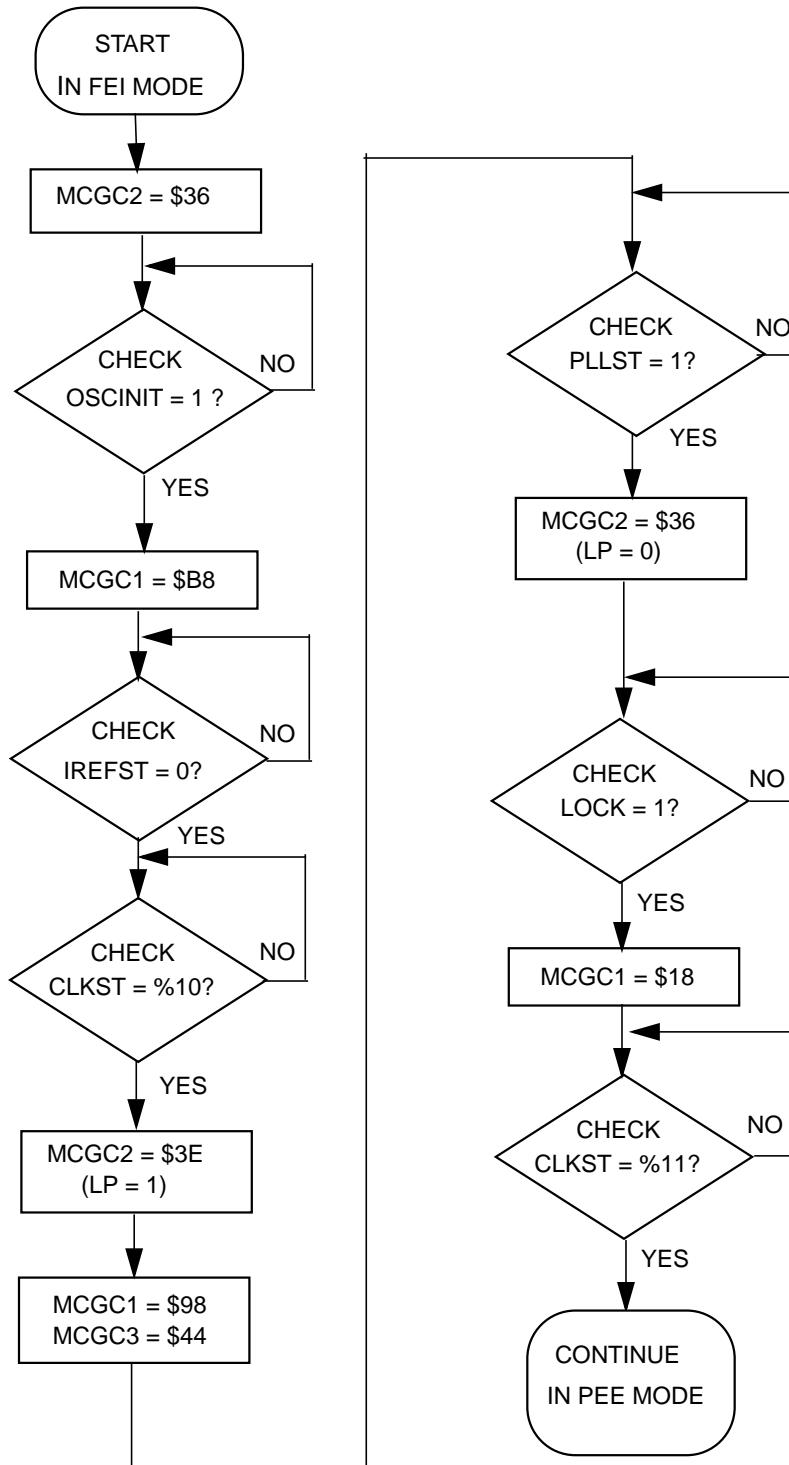 START
IN FEI MODE
MCGC2 = $36
CHECK
OSCINIT = 1 ?
NO
YES
MCGC1 = $B8
CHECK
IREFST = 0?
NO
YES
CHECK
CLKST = %10?
NO
YES
MCGC2 = $3E
(LP = 1)
MCGC1 = $98
MCGC3 = $44
CHECK
PLLST = 1?
NO
YES
MCGC2 = $36
(LP = 0)
CHECK
LOCK = 1?
NO
YES
MCGC1 = $18
CHECK
CLKST = %11?
NO
YES
CONTINUE
IN PEE MODE